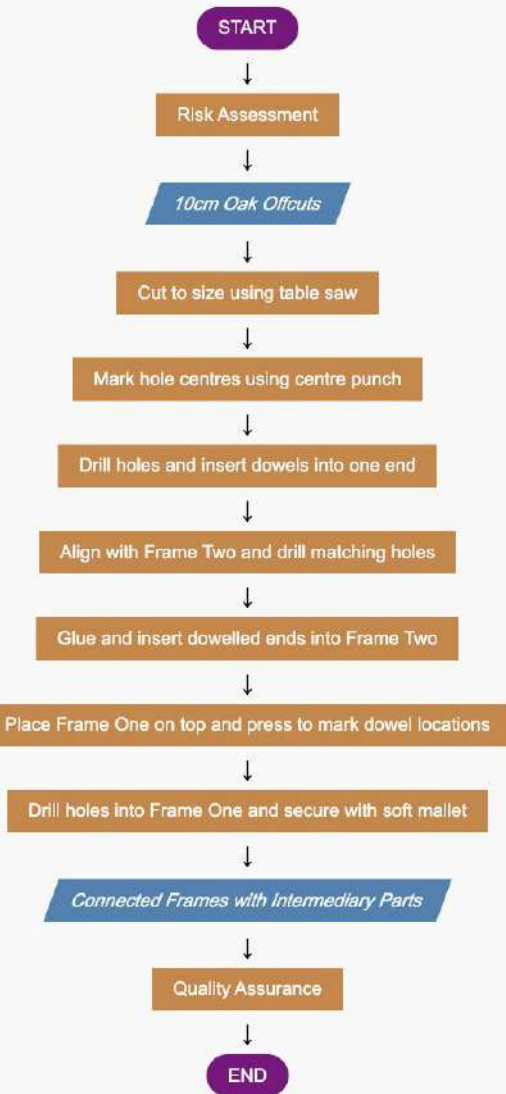 START
Risk Assessment
10cm Oak Offcuts
Cut to size using table saw
Mark hole centres using centre punch
Drill holes and insert dowels into one end
Align with Frame Two and drill matching holes
Glue and insert dowelled ends into Frame Two
Place Frame One on top and press to mark dowel locations
Drill holes into Frame One and secure with soft mallet
Connected Frames with Intermediary Parts
Quality Assurance
END